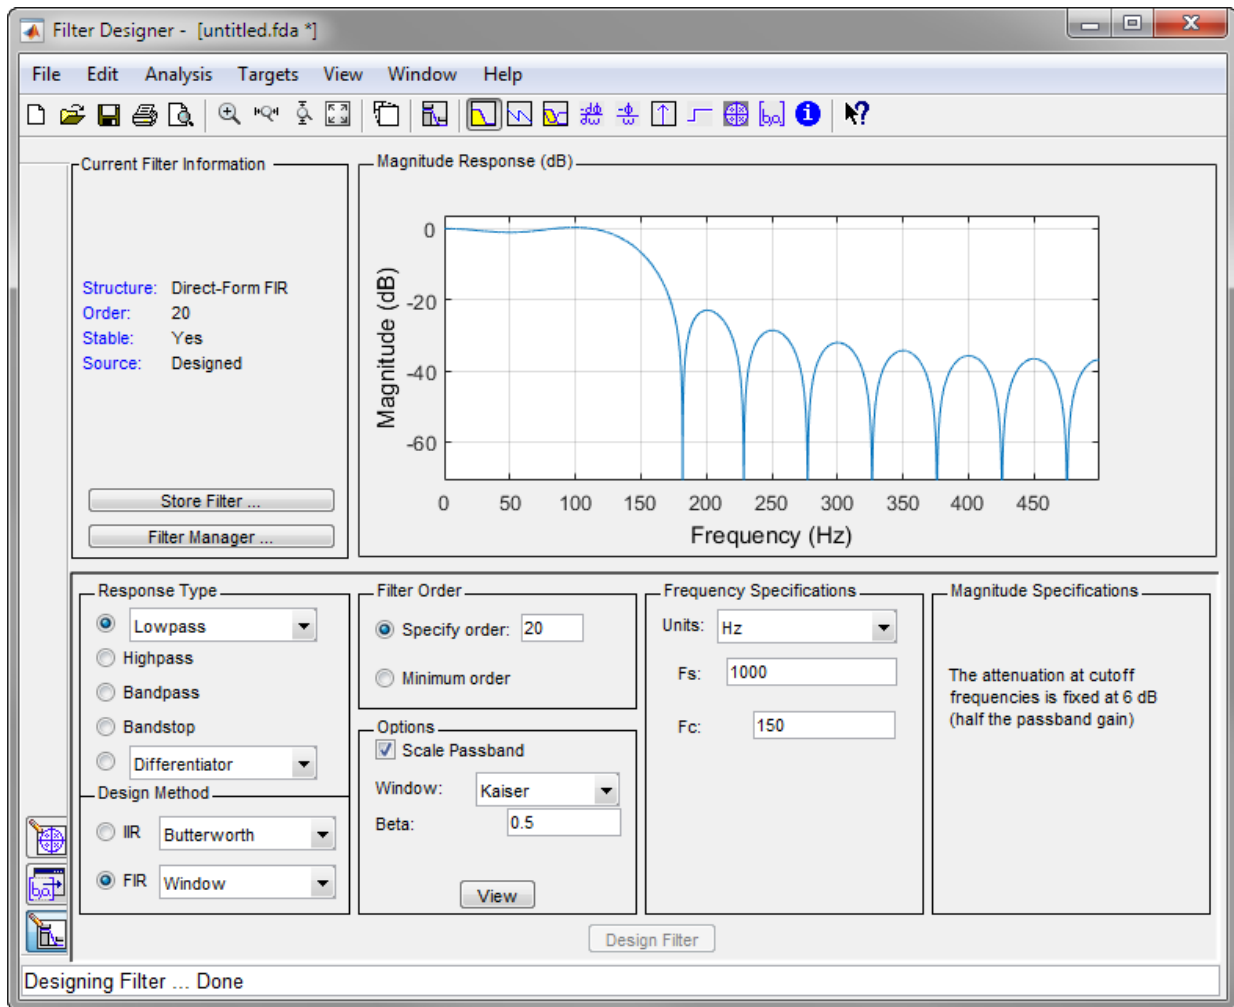 Filter Designer - [untitled.fda *]
File Edit Analysis Targets View Window Help
Current Filter Information
Structure: Direct-Form FIR
Order: 20
Stable: Yes
Source: Designed
Store Filter ...
Filter Manager ...
Magnitude Response (dB)
Magnitude (dB)
0
-20
-40
-60
0 50 100 150 200 250 300 350 400 450
Frequency (Hz)
Response Type
Lowpass
Highpass
Bandpass
Bandstop
Differentiator
Design Method
IIR Butterworth
FIR Window
Filter Order
Specify order: 20
Minimum order
Options
Scale Passband
Window: Kaiser
Beta: 0.5
View
Frequency Specifications
Units: Hz
Fs: 1000
Fc: 150
Magnitude Specifications
The attenuation at cutoff
frequencies is fixed at 6 dB
(half the passband gain)
Design Filter
Designing Filter ... Done